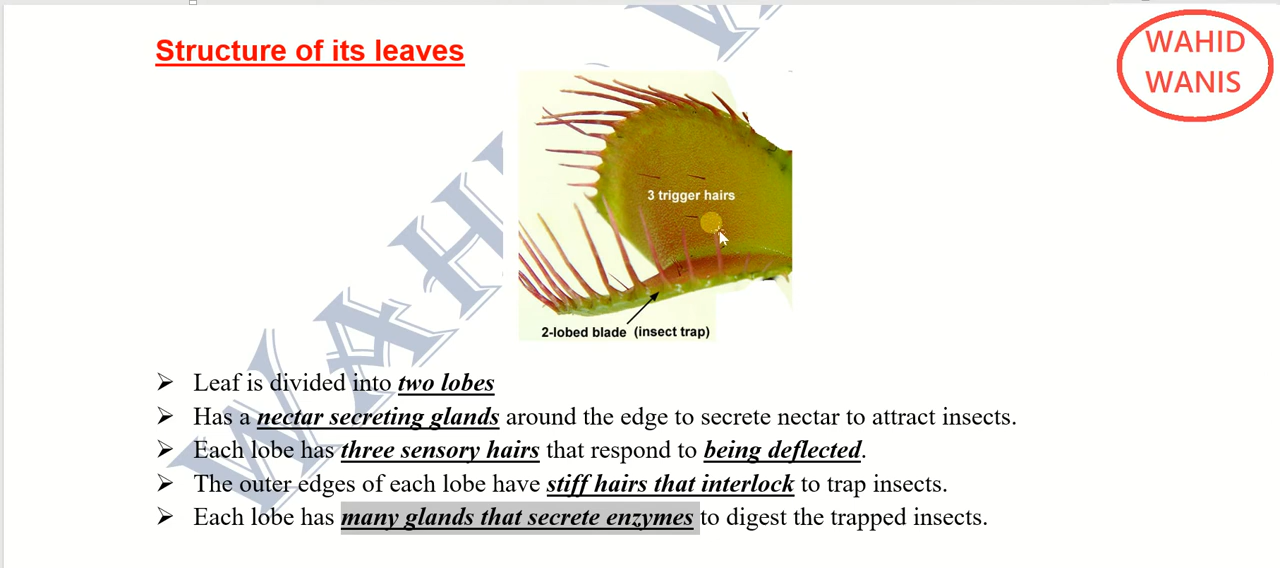 Structure of its leaves
WAHID
WANIS
3 trigger hairs
2-lobed blade (insect trap)
➢ Leaf is divided into two lobes
➢ Has a nectar secreting glands around the edge to secrete nectar to attract insects.
➢ Each lobe has three sensory hairs that respond to being deflected.
➢ The outer edges of each lobe have stiff hairs that interlock to trap insects.
➢ Each lobe has many glands that secrete enzymes to digest the trapped insects.
WAH
W